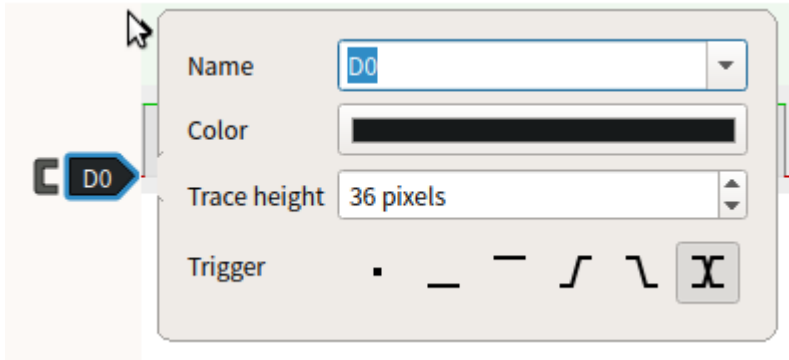 Name D0
Color
D0
Trace height 36 pixels
Trigger